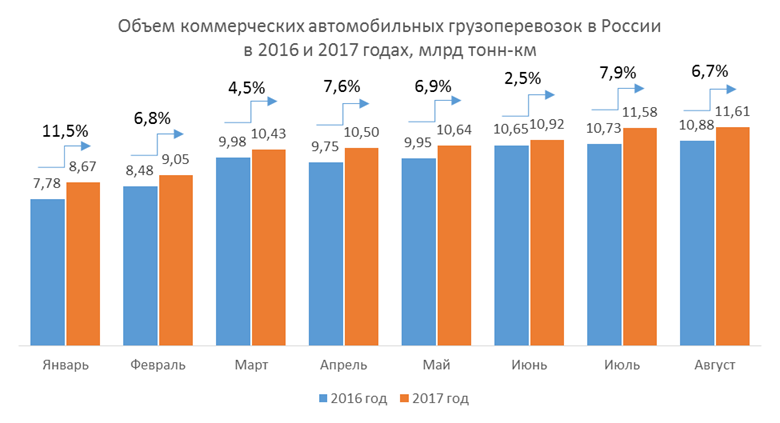 Объем коммерческих автомобильных грузоперевозок в России
в 2016 и 2017 годах, млрд тонн-км
11,5% 6,8% 4,5% 7,6% 6,9% 2,5% 7,9% 6,7%
7,78 8,67 8,48 9,05 9,98 10,43 9,75 10,50 9,95 10,64 10,65 10,92 10,73 11,58 10,88 11,61
Январь Февраль Март Апрель Май Июнь Июль Август
2016 год 2017 год